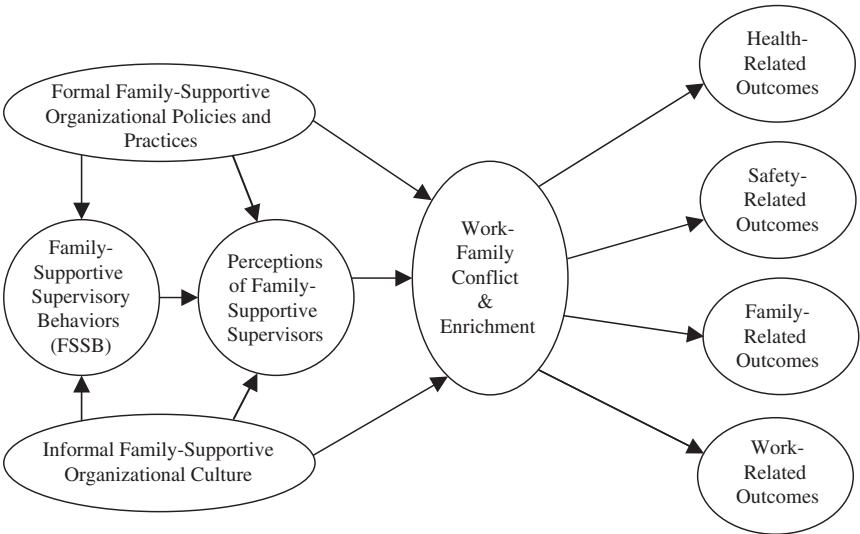 Formal Family-Supportive
Organizational Policies and
Practices
Family-
Supportive
Supervisory
Behaviors
(FSSB)
Perceptions
of Family-
Supportive
Supervisors
Informal Family-Supportive
Organizational Culture
Work-
Family
Conflict
&
Enrichment
Health-
Related
Outcomes
Safety-
Related
Outcomes
Family-
Related
Outcomes
Work-
Related
Outcomes